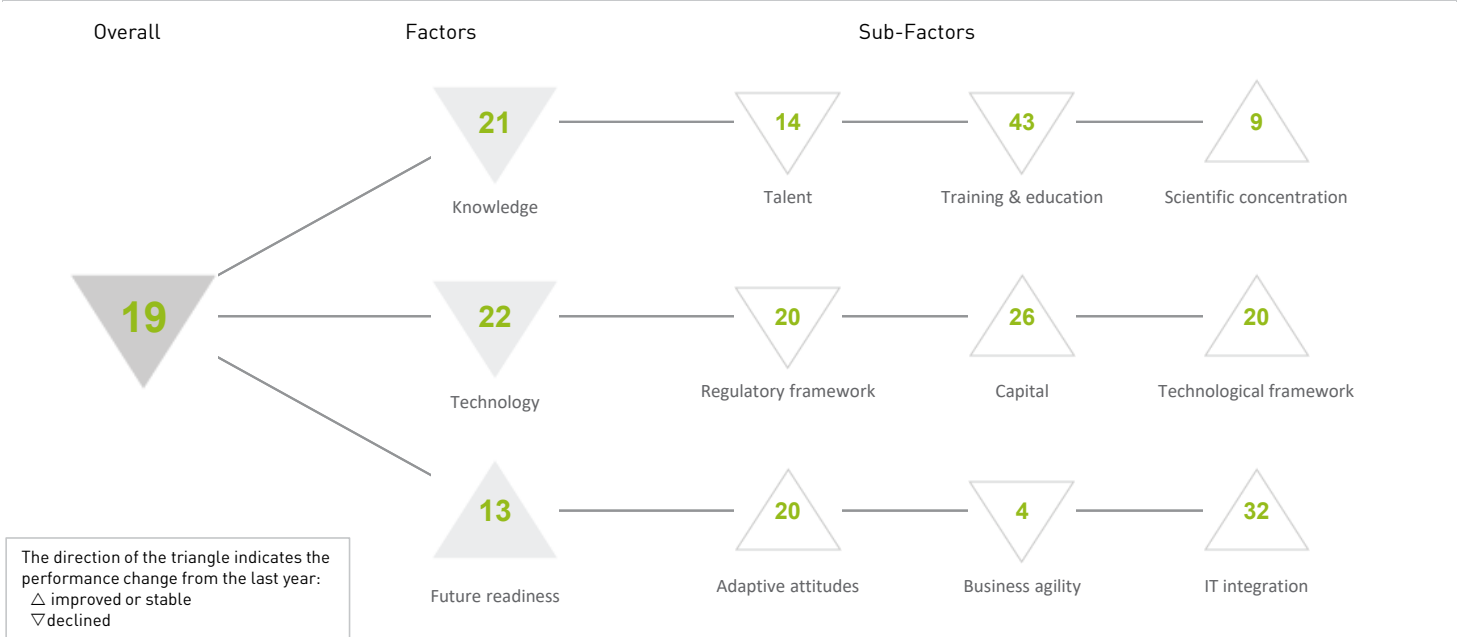 Overall Factors Sub-Factors
21 14 43 9
Knowledge Talent Training & education Scientific concentration
19 22 20 26 20
Technology Regulatory framework Capital Technological framework
13 20 4 32
Future readiness Adaptive attitudes Business agility IT integration
The direction of the triangle indicates the
performance change from the last year:
△ improved or stable
▽ declined